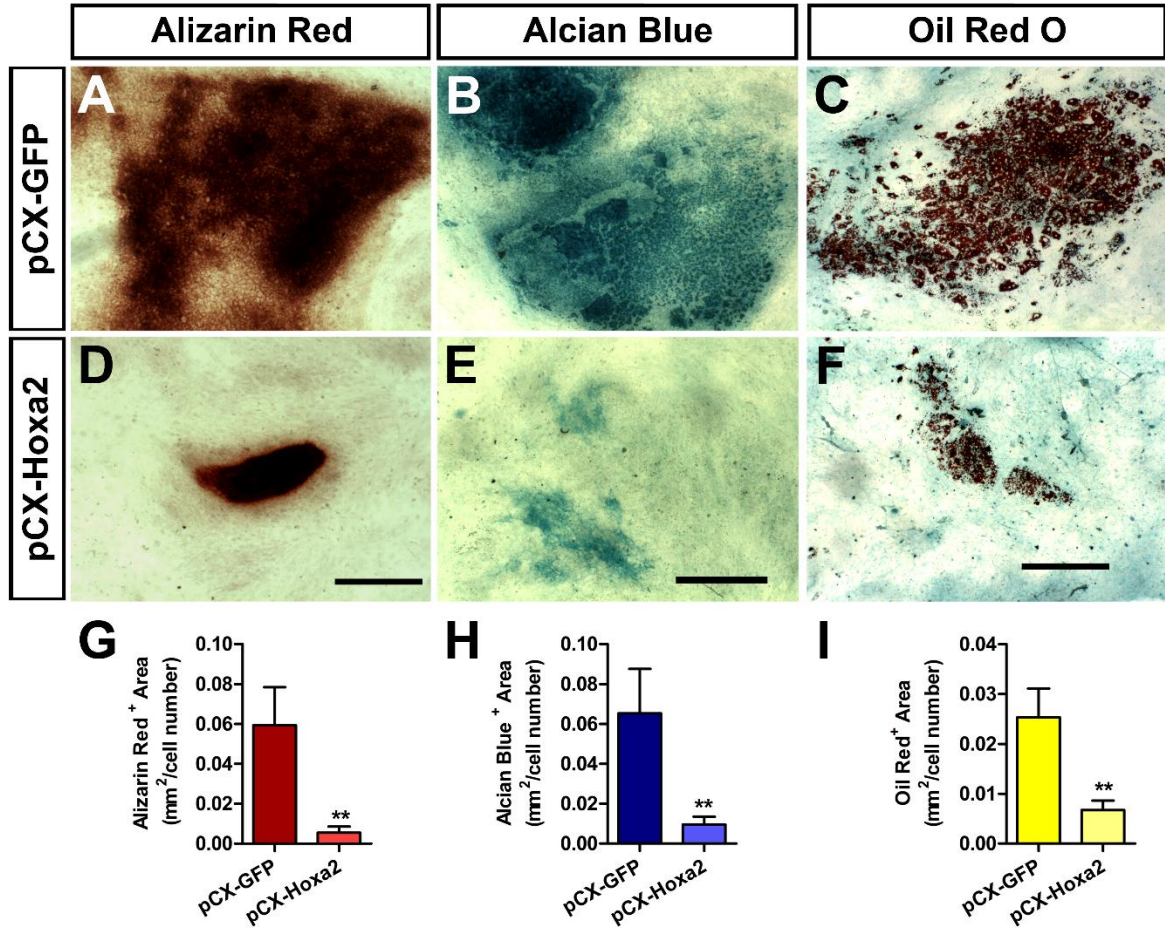 Alizarin Red
Alcian Blue
Oil Red O
pCX-GFP
A
B
C
pCX-Hoxa2
D
E
F
G
Alizarin Red + Area
(mm2/cell number)
0.10
0.08
0.06
0.04
0.02
0.00
**
pCX-GFP
pCX-Hoxa2
H
Alcian Blue + Area
(mm2/cell number)
0.10
0.08
0.06
0.04
0.02
0.00
**
pCX-GFP
pCX-Hoxa2
I
Oil Red+ Area
(mm2/cell number)
0.04
0.03
0.02
0.01
0.00
**
pCX-GFP
pCX-Hoxa2